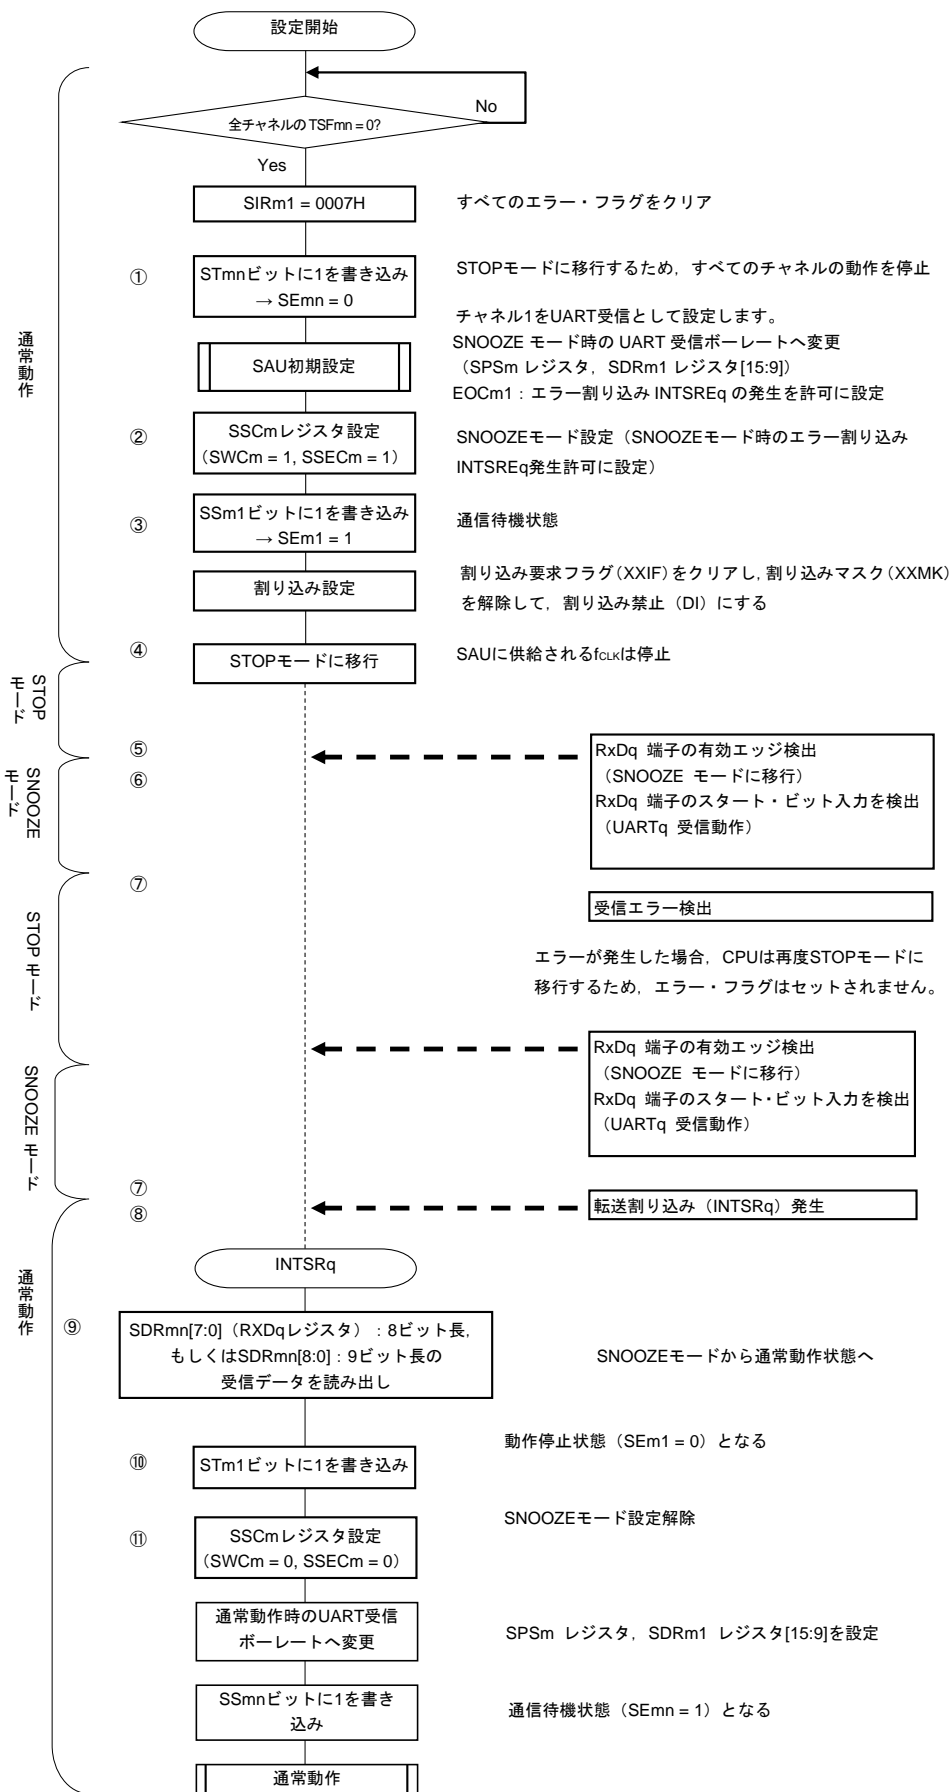 設定開始
No
全チャネルの TSFmn = 0?
Yes
SIRm1 = 0007H
すべてのエラー・フラグをクリア
①
STmnビットに1を書き込み
→ SEmn = 0
STOPモードに移行するため，すべてのチャネルの動作を停止
通常動作
SAU初期設定
チャネル1をUART受信として設定します。
SNOOZE モード時の UART 受信ボーレートへ変更
（SPSm レジスタ，SDRm1 レジスタ[15:9]）
EOCm1：エラー割り込み INTSREq の発生を許可に設定
②
SSCmレジスタ設定
（SWCm = 1, SSECm = 1）
SNOOZEモード設定（SNOOZEモード時のエラー割り込み
INTSREq発生許可に設定）
③
SSm1ビットに1を書き込み
→ SEm1 = 1
通信待機状態
割り込み設定
割り込み要求フラグ（XXIF）をクリアし，割り込みマスク（XXMK）
を解除して，割り込み禁止（DI）にする
④
STOPモードに移行
SAUに供給されるfCLKは停止
STOP
モード
⑤
RxDq 端子の有効エッジ検出
（SNOOZE モードに移行）
RxDq 端子のスタート・ビット入力を検出
（UARTq 受信動作）
⑥
SNOOZE
モード
⑦
受信エラー検出
STOP モード
エラーが発生した場合，CPUは再度STOPモードに
移行するため，エラー・フラグはセットされません。
RxDq 端子の有効エッジ検出
（SNOOZE モードに移行）
RxDq 端子のスタート・ビット入力を検出
（UARTq 受信動作）
SNOOZE モード
⑦
⑧
転送割り込み（INTSRq）発生
INTSRq
通常動作
⑨
SDRmn[7:0]（RXDqレジスタ）：8ビット長，
もしくはSDRmn[8:0]：9ビット長の
受信データを読み出し
SNOOZEモードから通常動作状態へ
⑩
STm1ビットに1を書き込み
動作停止状態（SEm1 = 0）となる
⑪
SSCmレジスタ設定
（SWCm = 0, SSECm = 0）
SNOOZEモード設定解除
通常動作時のUART受信
ボーレートへ変更
SPSm レジスタ，SDRm1 レジスタ[15:9]を設定
SSmnビットに1を書き
込み
通信待機状態（SEmn = 1）となる
通常動作